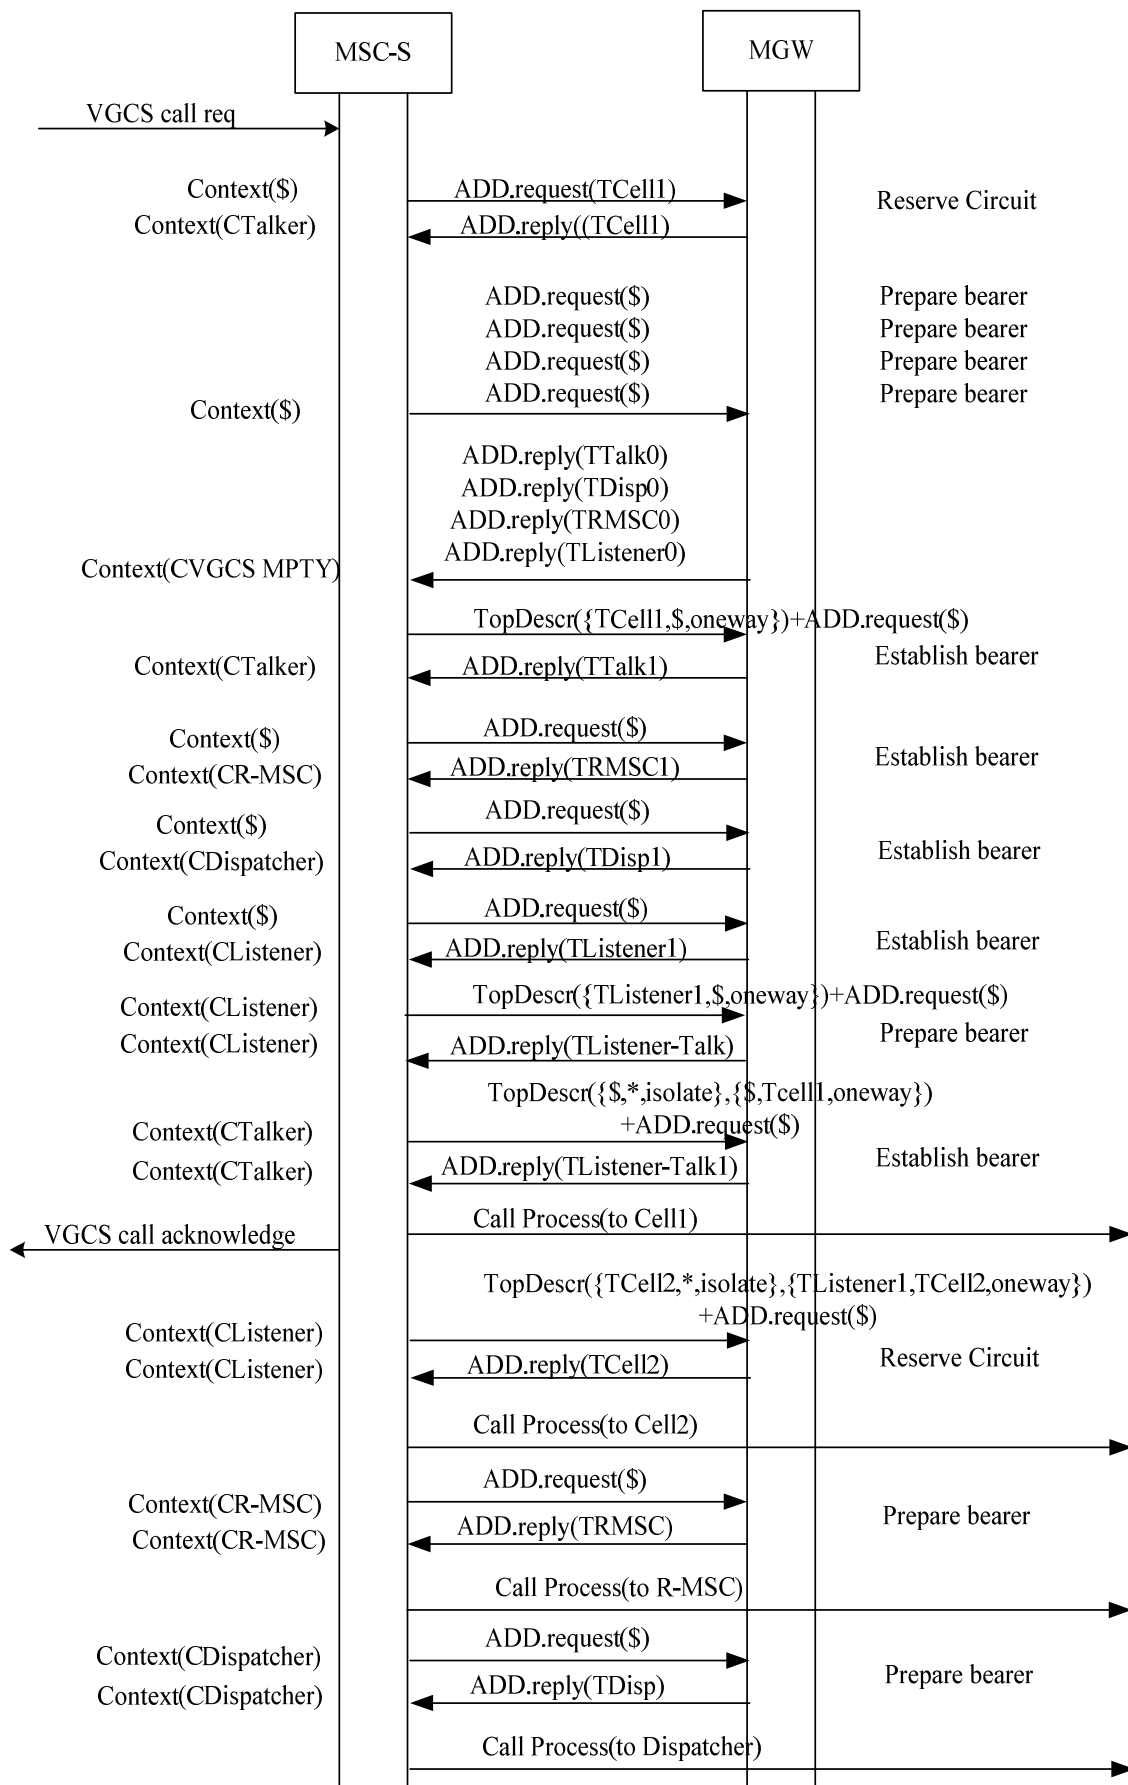 MSC-S
MGW
VGCS call req
Context($)
ADD.request(TCell1)
Reserve Circuit
Context(CTalker)
ADD.reply((TCell1)
ADD.request($)
Prepare bearer
ADD.request($)
Prepare bearer
ADD.request($)
Prepare bearer
ADD.request($)
Prepare bearer
Context($)
ADD.reply(TTalk0)
ADD.reply(TDisp0)
ADD.reply(TRMSC0)
ADD.reply(TListener0)
Context(CVGCS MPTY)
TopDescr({TCell1,$,oneway})+ADD.request($)
Establish bearer
Context(CTalker)
ADD.reply(TTalk1)
ADD.request($)
Context($)
Establish bearer
Context(CR-MSC)
ADD.reply(TRMSC1)
ADD.request($)
Context($)
Establish bearer
Context(CDispatcher)
ADD.reply(TDisp1)
ADD.request($)
Context($)
Establish bearer
Context(CListener)
ADD.reply(TListener1)
TopDescr({TListener1,$,oneway})+ADD.request($)
Context(CListener)
Prepare bearer
Context(CListener)
ADD.reply(TListener-Talk)
TopDescr({$,*,isolate},{$,Tcell1,oneway})
+ADD.request($)
Context(CTalker)
Establish bearer
Context(CTalker)
ADD.reply(TListener-Talk1)
Call Process(to Cell1)
VGCS call acknowledge
TopDescr({TCell2,*,isolate},{TListener1,TCell2,oneway})
+ADD.request($)
Context(CListener)
Reserve Circuit
Context(CListener)
ADD.reply(TCell2)
Call Process(to Cell2)
ADD.request($)
Context(CR-MSC)
Prepare bearer
ADD.reply(TRMSC)
Context(CR-MSC)
Call Process(to R-MSC)
ADD.request($)
Context(CDispatcher)
Prepare bearer
ADD.reply(TDisp)
Context(CDispatcher)
Call Process(to Dispatcher)